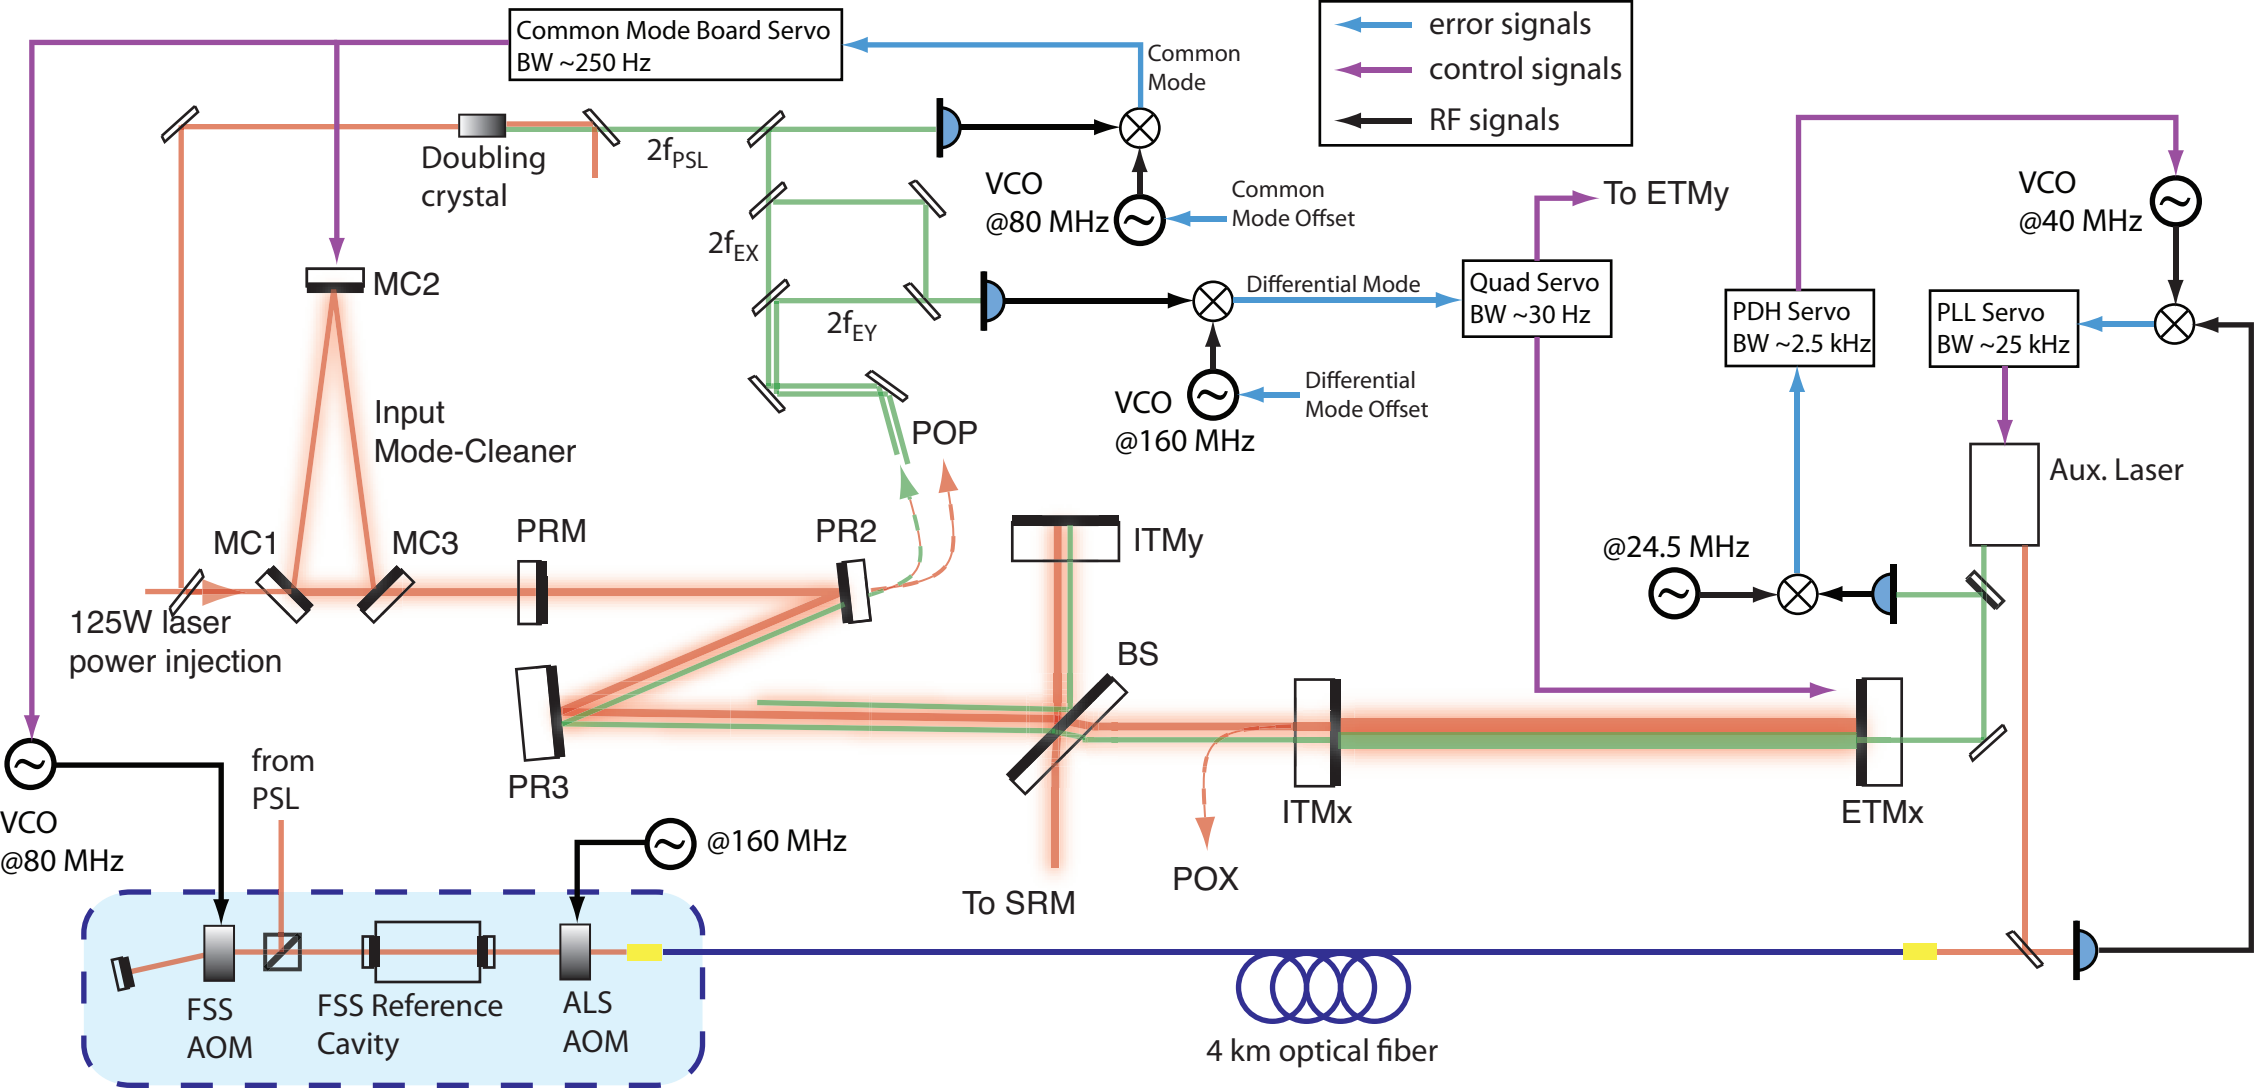 Common Mode Board Servo
BW ~250 Hz
Common
Mode
error signals
control signals
RF signals
Doubling
crystal
2fPSL
VCO
@80 MHz
Common
Mode Offset
To ETMy
VCO
@40 MHz
2fEX
MC2
Differential Mode
Quad Servo
BW ~30 Hz
PDH Servo
BW ~2.5 kHz
PLL Servo
BW ~25 kHz
2fEY
Differential
Mode Offset
VCO
@160 MHz
Input
Mode-Cleaner
POP
Aux. Laser
MC1
MC3
PRM
PR2
ITMy
@24.5 MHz
125W laser
power injection
BS
PR3
ITMx
ETMx
from
PSL
VCO
@80 MHz
@160 MHz
POX
To SRM
FSS
AOM
FSS Reference
Cavity
ALS
AOM
4 km optical fiber